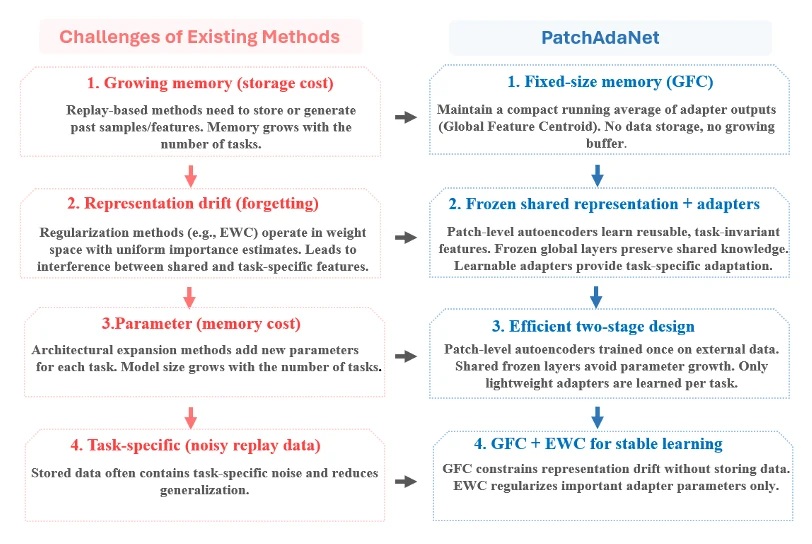 Challenges of Existing Methods
PatchAdaNet
1. Growing memory (storage cost)
Replay-based methods need to store or generate
past samples/features. Memory grows with the
number of tasks.
1. Fixed-size memory (GFC)
Maintain a compact running average of adapter outputs
(Global Feature Centroid). No data storage, no growing
buffer.
2. Representation drift (forgetting)
Regularization methods (e.g., EWC) operate in weight
space with uniform importance estimates. Leads to
interference between shared and task-specific features.
2. Frozen shared representation + adapters
Patch-level autoencoders learn reusable, task-invariant
features. Frozen global layers preserve shared knowledge.
Learnable adapters provide task-specific adaptation.
3.Parameter (memory cost)
Architectural expansion methods add new parameters
for each task. Model size grows with the number of tasks.
3. Efficient two-stage design
Patch-level autoencoders trained once on external data.
Shared frozen layers avoid parameter growth. Only
lightweight adapters are learned per task.
4. Task-specific (noisy replay data)
Stored data often contains task-specific noise and reduces
generalization.
4. GFC + EWC for stable learning
GFC constrains representation drift without storing data.
EWC regularizes important adapter parameters only.